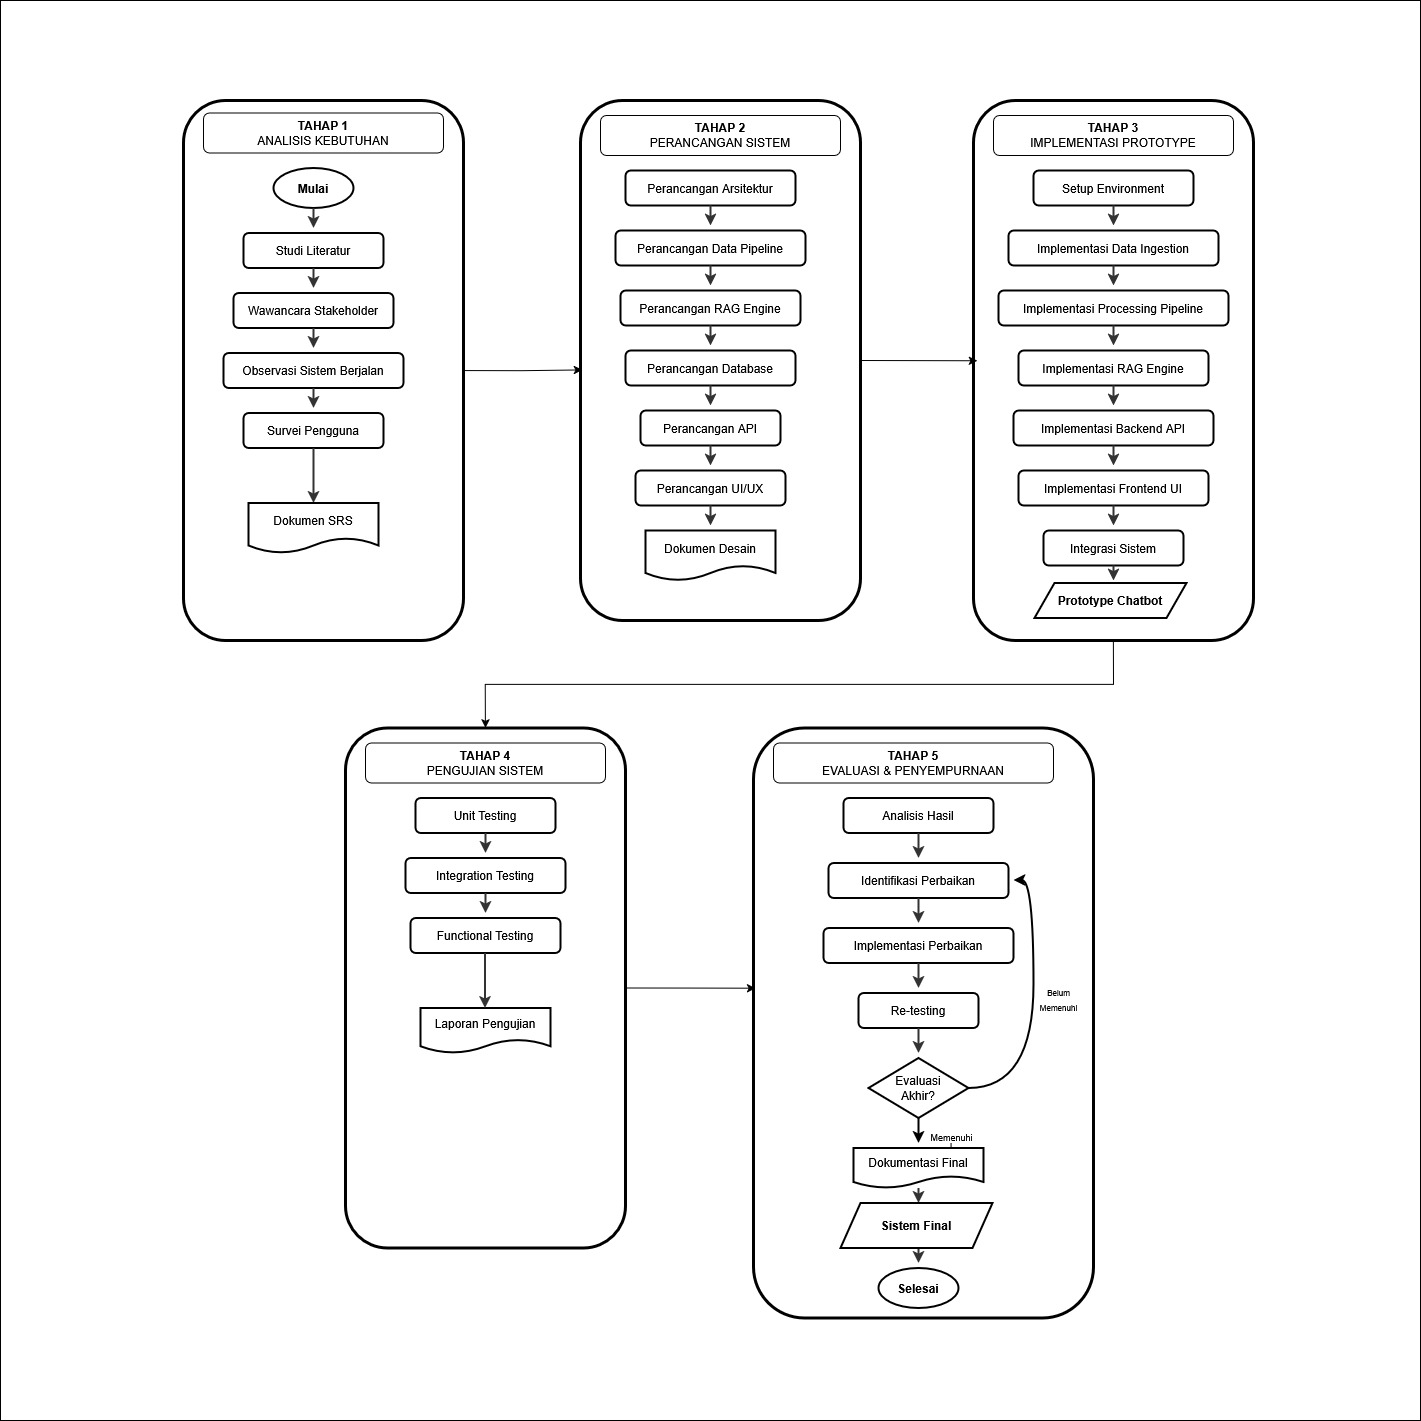 TAHAP 1
ANALISIS KEBUTUHAN
Mulai
Studi Literatur
Wawancara Stakeholder
Observasi Sistem Berjalan
Survei Pengguna
Dokumen SRS
TAHAP 2
PERANCANGAN SISTEM
Perancangan Arsitektur
Perancangan Data Pipeline
Perancangan RAG Engine
Perancangan Database
Perancangan API
Perancangan UI/UX
Dokumen Desain
TAHAP 3
IMPLEMENTASI PROTOTYPE
Setup Environment
Implementasi Data Ingestion
Implementasi Processing Pipeline
Implementasi RAG Engine
Implementasi Backend API
Implementasi Frontend UI
Integrasi Sistem
Prototype Chatbot
TAHAP 4
PENGUJIAN SISTEM
Unit Testing
Integration Testing
Functional Testing
Laporan Pengujian
TAHAP 5
EVALUASI & PENYEMPURNAAN
Analisis Hasil
Identifikasi Perbaikan
Implementasi Perbaikan
Re-testing
Belum
Memenuhi
Evaluasi
Akhir?
Memenuhi
Dokumentasi Final
Sistem Final
Selesai